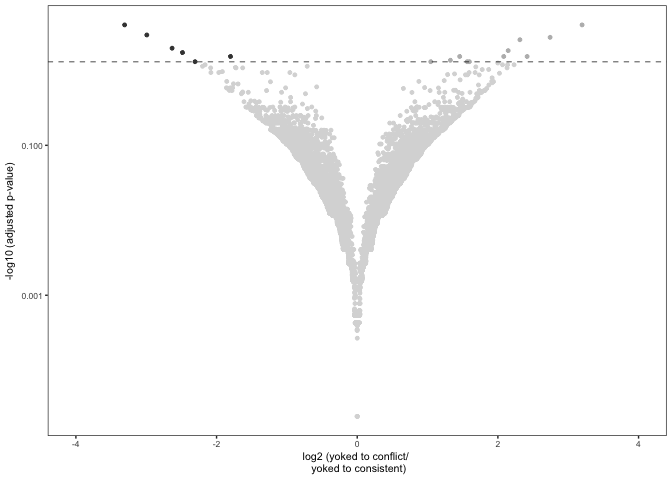 -log10 (adjusted p-value)
0.100
0.001
-4
-2
0
2
4
log2 (yoked to conflict/
yoked to consistent)